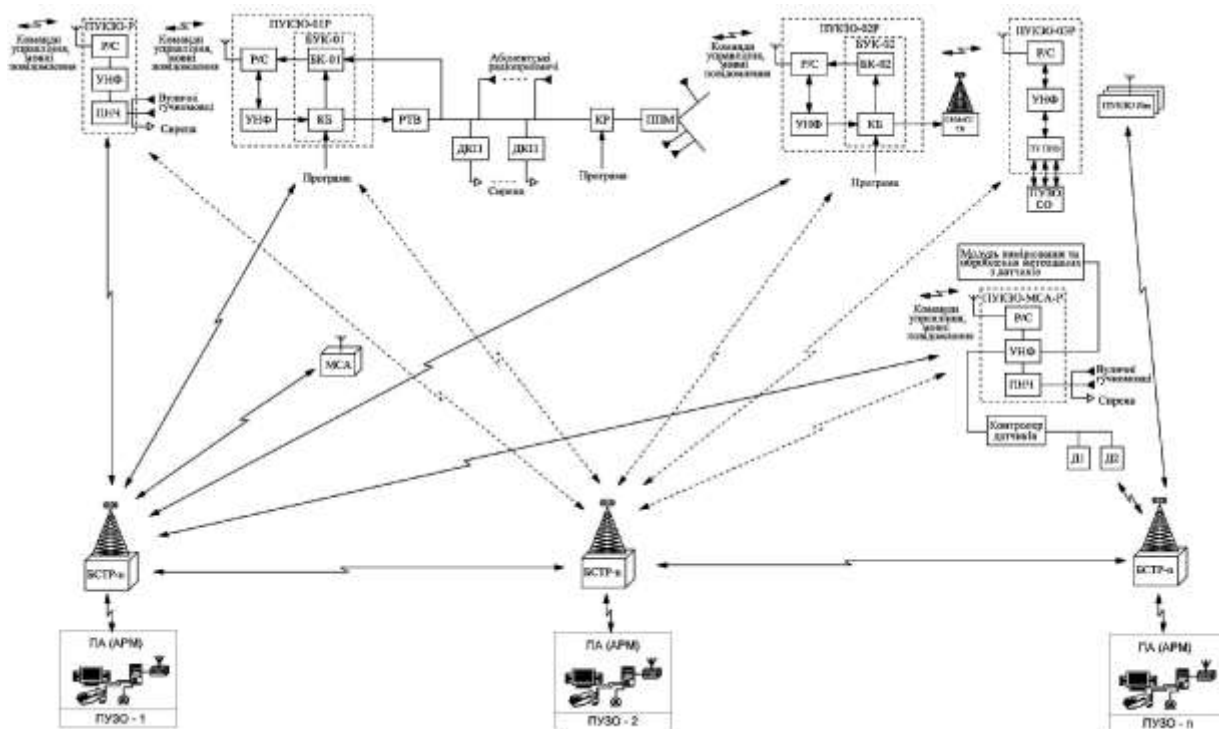 ПУКЗО-Р
Команди
управління,
мовні
повідомлення
Р/С
УНФ
ПНЧ
Вуличні
гучномовці
Сирена
Команди
управління,
мовні
повідомлення
ПУКЗО-01Р
БУК-01
Р/С
БК-01
УНФ
КБ
Програма
РТВ
Абонентські
радіоприймачі
ДКП
ДКП
Сирена
КР
Програма
ППМ
Команди
управління,
мовні
повідомлення
ПУКЗО-02Р
БУК-02
Р/С
БК-02
УНФ
КБ
Програма
ПУКЗО-03Р
Р/С
УНФ
ПУЗО
СО
ПУКЗО
Модуль вимірювання та
оброблення метеоданих
з датчиків
ПУКЗО-МСА-Р
Команди
управління,
мовні
повідомлення
Р/С
УНФ
ПНЧ
Вуличні
гучномовці
Сирена
Контролер
датчиків
Д1
Д2
МСА
БСТР-n
БСТР-n
БСТР-n
ПА (АРМ)
ПУЗО - 1
ПА (АРМ)
ПУЗО - 2
ПА (АРМ)
ПУЗО - n